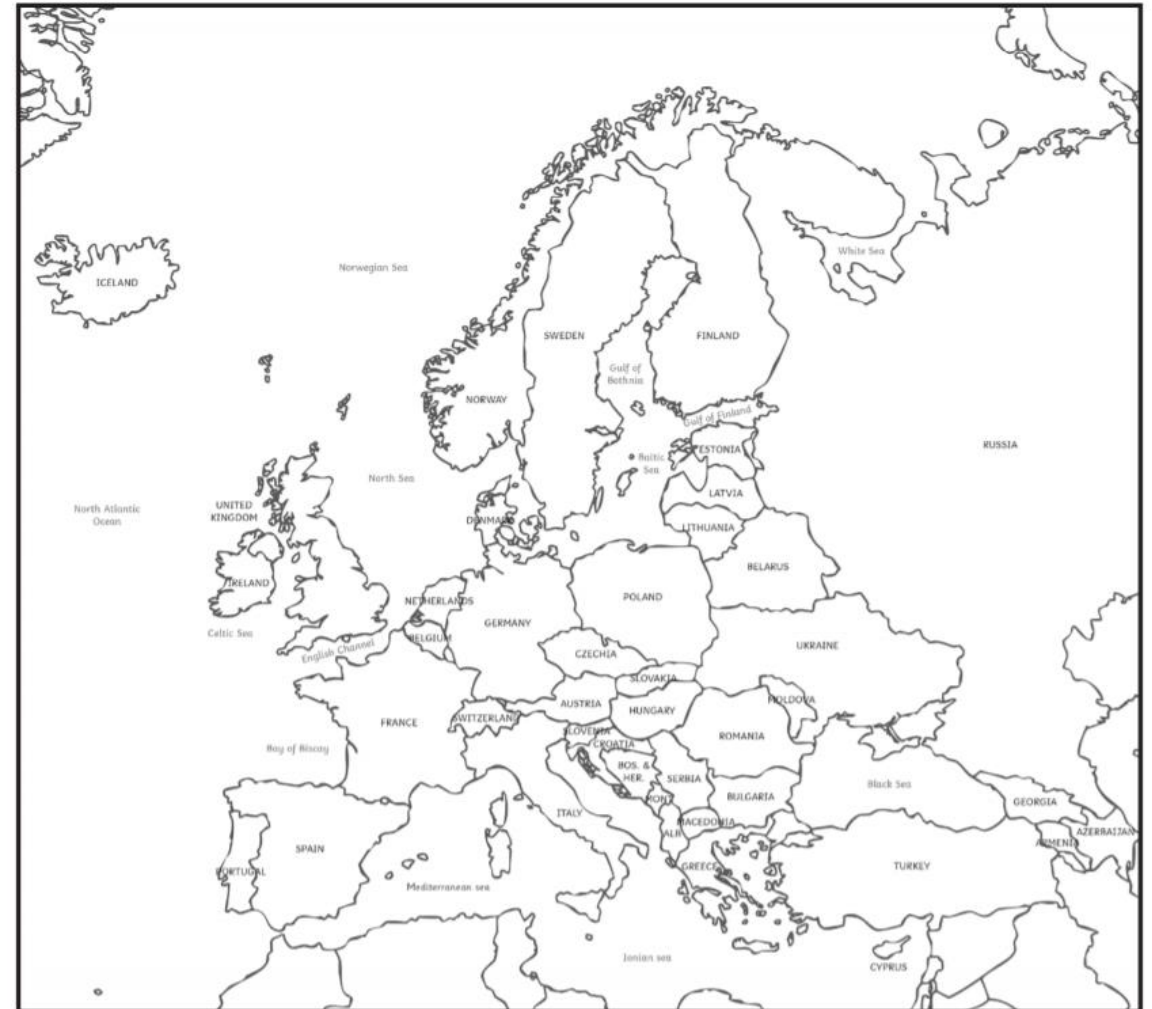 ICELAND
Norwegian Sea
White Sea
SWEDEN
FINLAND
Gulf of
Bothnia
NORWAY
Gulf of Finland
RUSSIA
ESTONIA
Baltic
Sea
North Sea
LATVIA
North Atlantic
Ocean
UNITED
KINGDOM
DENMARK
LITHUANIA
BELARUS
IRELAND
NETHERLANDS
POLAND
GERMANY
Celtic Sea
BELGIUM
English Channel
UKRAINE
CZECHIA
SLOVAKIA
AUSTRIA
HUNGARY
MOLDOVA
FRANCE
SWITZERLAND
SLOVENIA
CROATIA
ROMANIA
Bay of Biscay
BOS. &
HER.
SERBIA
Black Sea
MONT
BULGARIA
GEORGIA
ITALY
MACEDONIA
ALB
AZERBAIJAN
ARMENIA
SPAIN
PORTUGAL
GREECE
TURKEY
Mediterranean sea
Ionian sea
CYPRUS